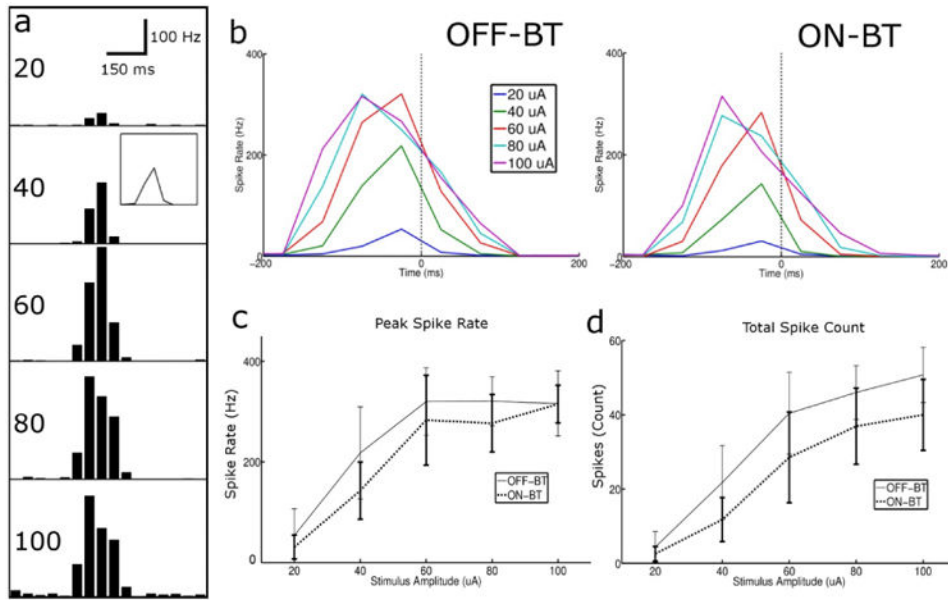 a
100 Hz
150 ms
20
40
60
80
100
b
OFF-BT
400
200
0
Spike Rate (Hz)
−200
0
200
Time (ms)
20 uA
40 uA
60 uA
80 uA
100 uA
ON-BT
400
200
0
Spike Rate (Hz)
−200
0
200
Time (ms)
c
Peak Spike Rate
400
200
0
Spike Rate (Hz)
OFF−BT
ON−BT
20
40
60
80
100
Stimulus Amplitude (uA)
d
Total Spike Count
60
40
20
0
Spikes (Count)
OFF−BT
ON−BT
20
40
60
80
100
Stimulus Amplitude (uA)